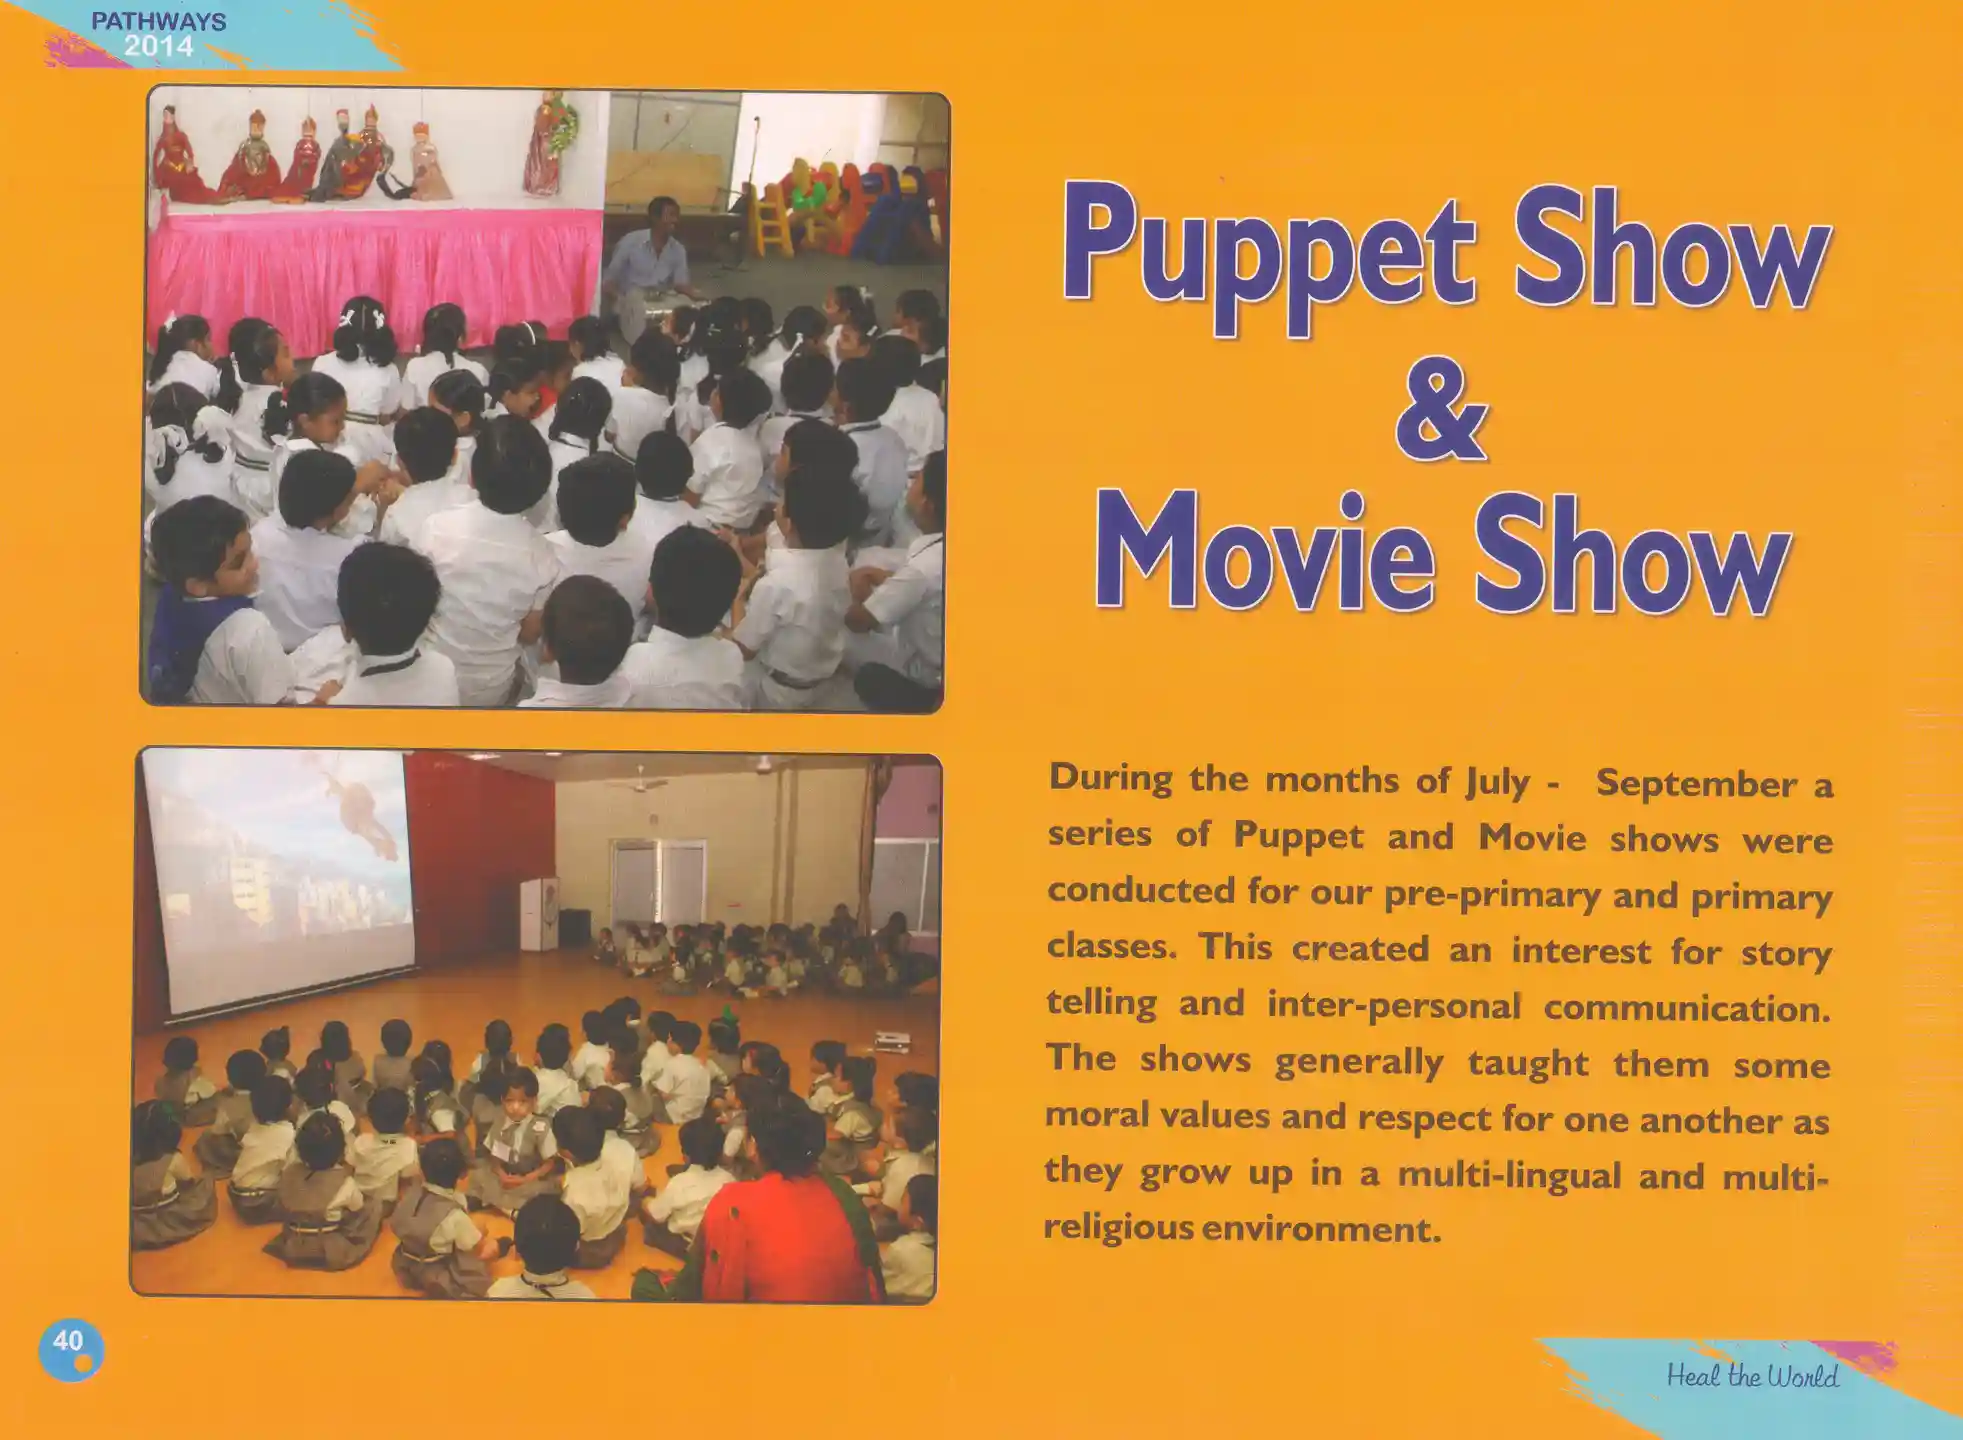 PATHWAYS
2014
Puppet Show
&
Movie Show
During the months of July - September a
series of Puppet and Movie shows were
conducted for our pre-primary and primary
classes. This created an interest for story
telling and inter-personal communication.
The shows generally taught them some
moral values and respect for one another as
they grow up in a multi-lingual and multi-
religious environment.
40
Heal the World